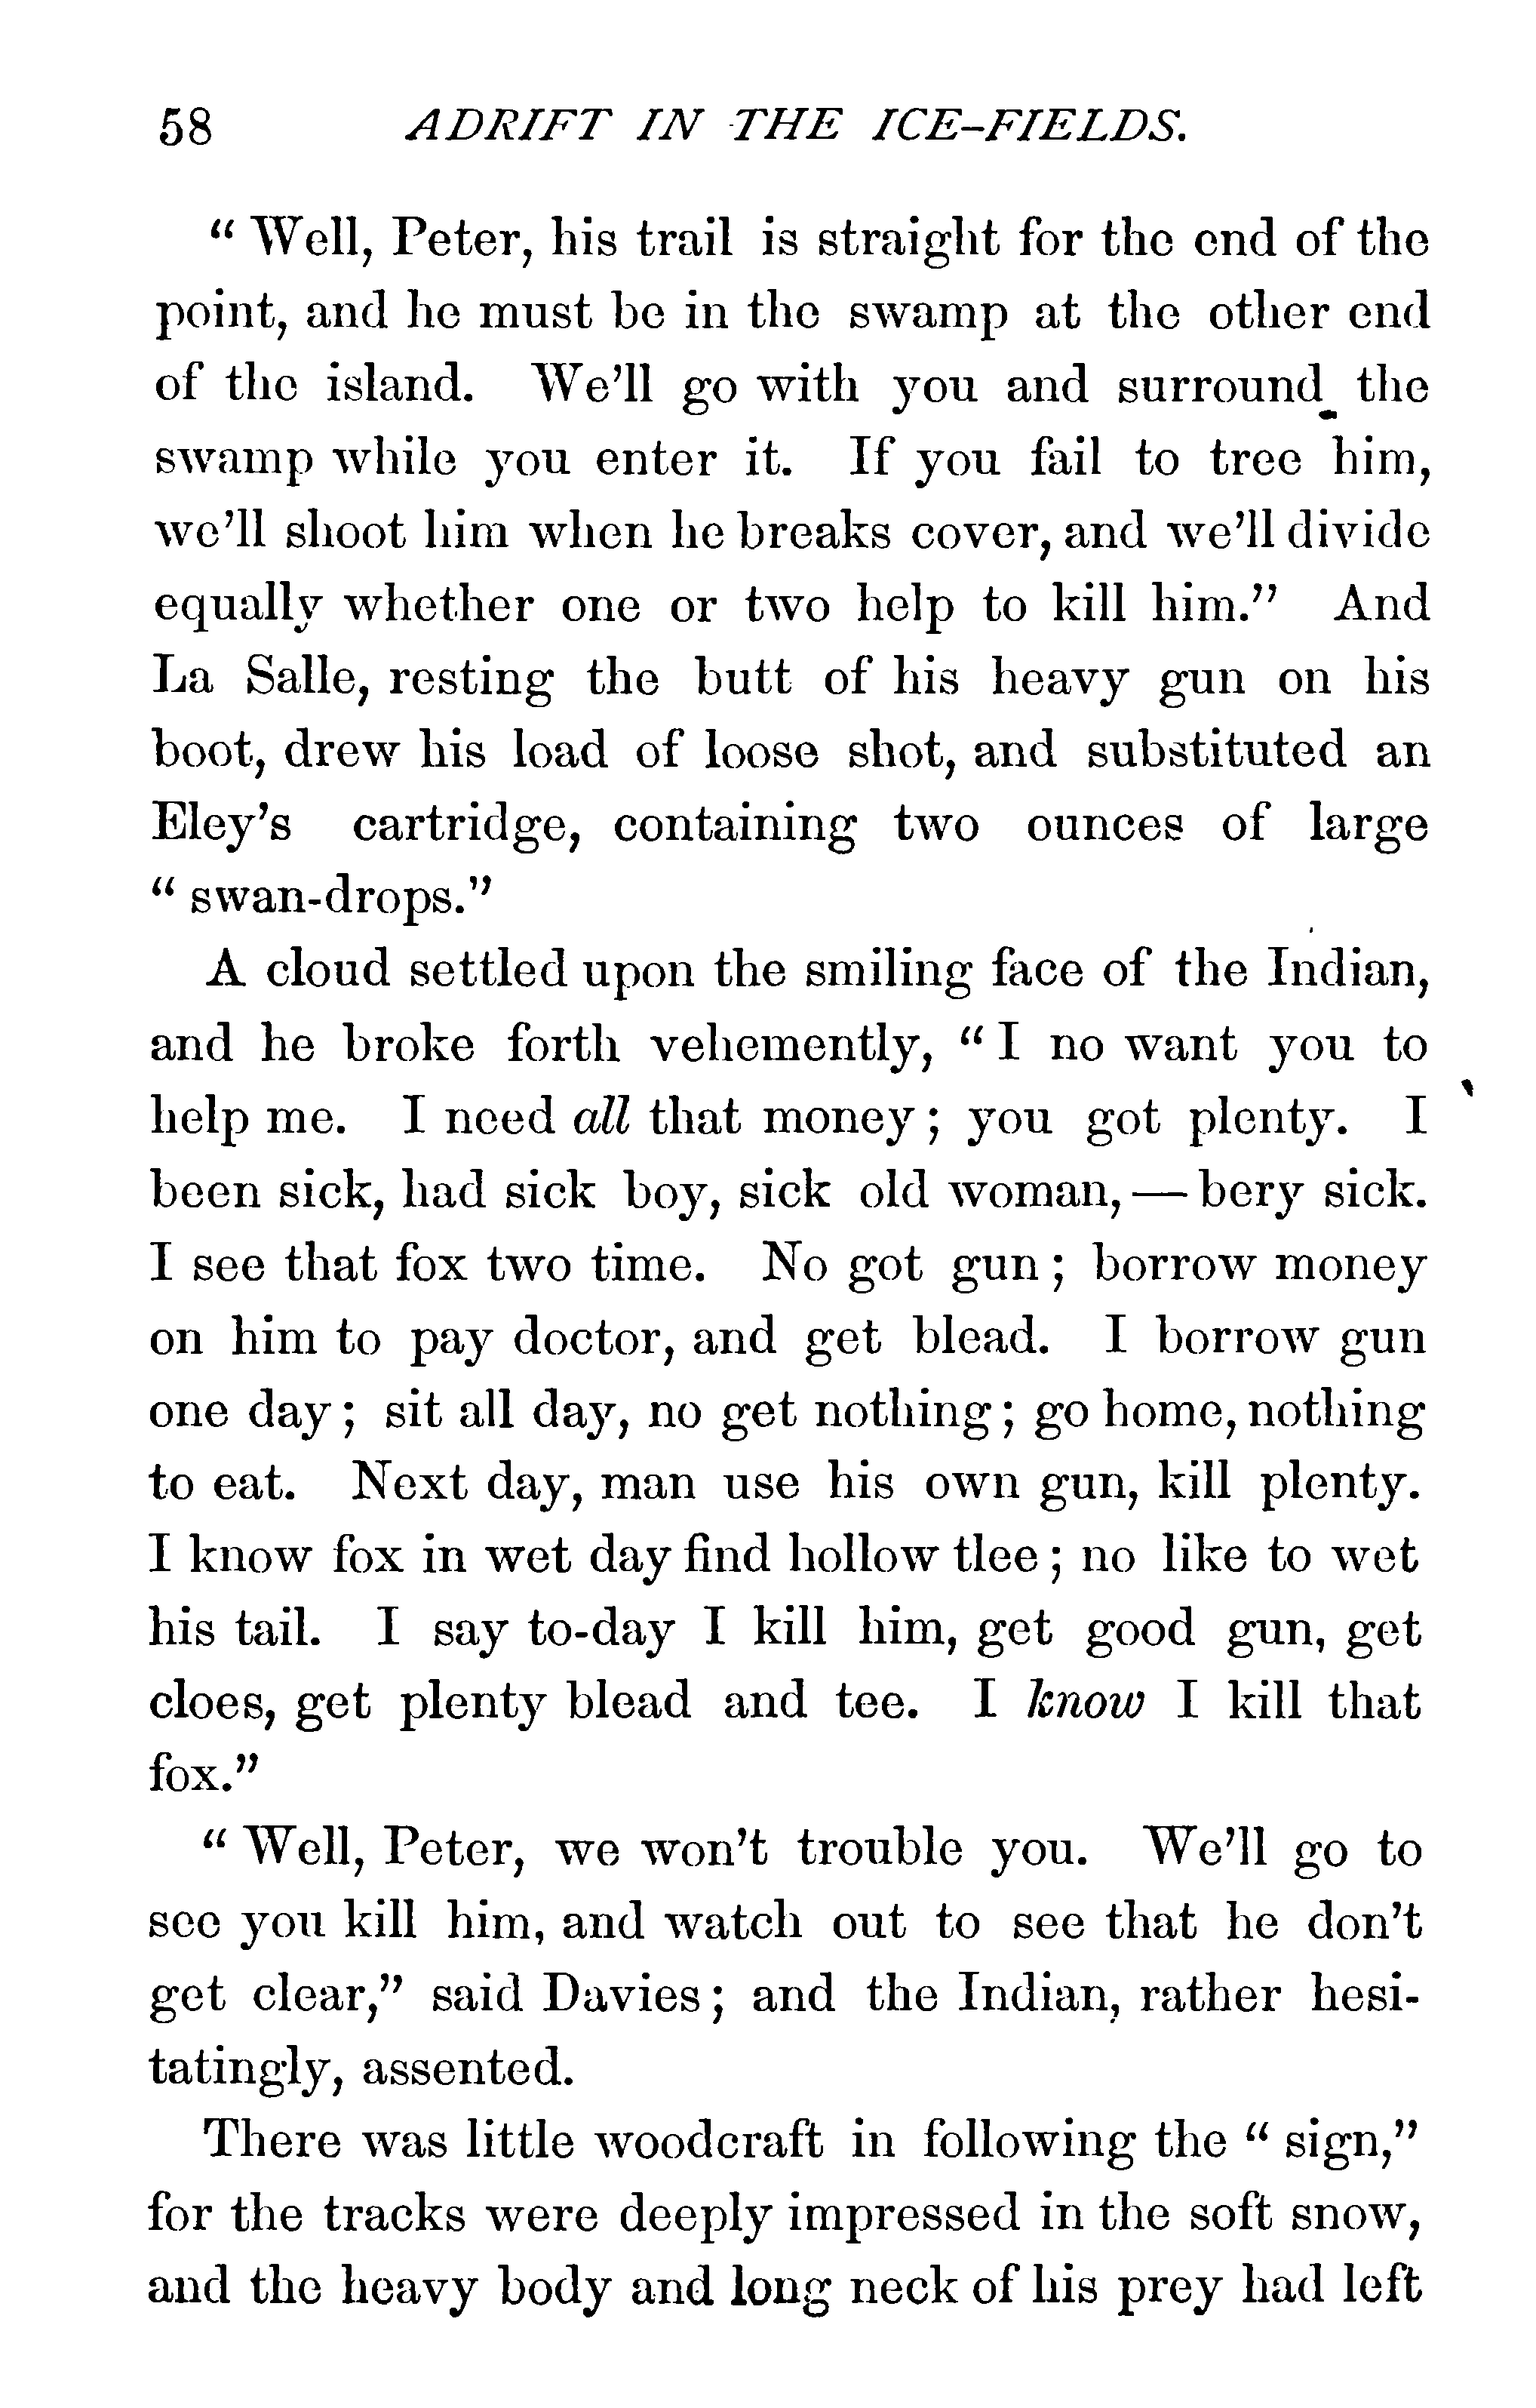 58 ADRIFT IN THE ICE-FIELDS.
“ Well, Peter, his trail is straight for the end of the
point, and he must be in the swamp at the other end
of the island. We’ll go with you and surround the
swamp while you enter it. If you fail to tree him,
we’ll shoot him when he breaks cover, and we’ll divide
equally whether one or two help to kill him.” And
La Salle, resting the butt of his heavy gun on his
boot, drew his load of loose shot, and substituted an
Eley’s cartridge, containing two ounces of large
“ swan-drops.”
A cloud settled upon the smiling face of the Indian,
and he broke forth vehemently, “ I no want you to
help me. I need all that money ; you got plenty. I
been sick, had sick boy, sick old woman, — bery sick.
I see that fox two time. No got gun ; borrow money
on him to pay doctor, and get blead. I borrow gun
one day ; sit all day, no get nothing ; go home, nothing
to eat. Next day, man use his own gun, kill plenty.
I know fox in wet day find hollow tlee ; no like to wet
his tail. I say to-day I kill him, get good gun, get
cloes, get plenty blead and tee. I know I kill that
fox.”
“ Well, Peter, we won’t trouble you. We’ll go to
see you kill him, and watch out to see that he don’t
get clear,” said Davies ; and the Indian, rather hesi-
tatingly, assented.
There was little woodcraft in following the “ sign,”
for the tracks were deeply impressed in the soft snow,
and the heavy body and long neck of his prey had left